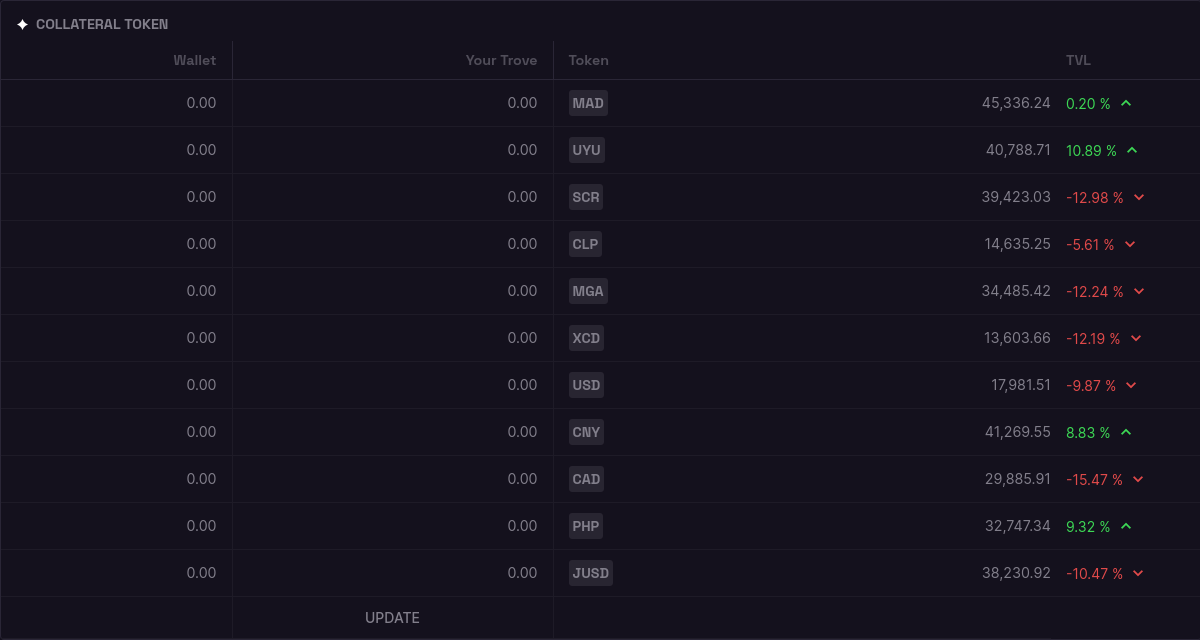 COLLATERAL TOKEN
Wallet Your Trove Token TVL
0.00 0.00 MAD 45,336.24 0.20 %
0.00 0.00 UYU 40,788.71 10.89 %
0.00 0.00 SCR 39,423.03 -12.98 %
0.00 0.00 CLP 14,635.25 -5.61 %
0.00 0.00 MGA 34,485.42 -12.24 %
0.00 0.00 XCD 13,603.66 -12.19 %
0.00 0.00 USD 17,981.51 -9.87 %
0.00 0.00 CNY 41,269.55 8.83 %
0.00 0.00 CAD 29,885.91 -15.47 %
0.00 0.00 PHP 32,747.34 9.32 %
0.00 0.00 JUSD 38,230.92 -10.47 %
UPDATE